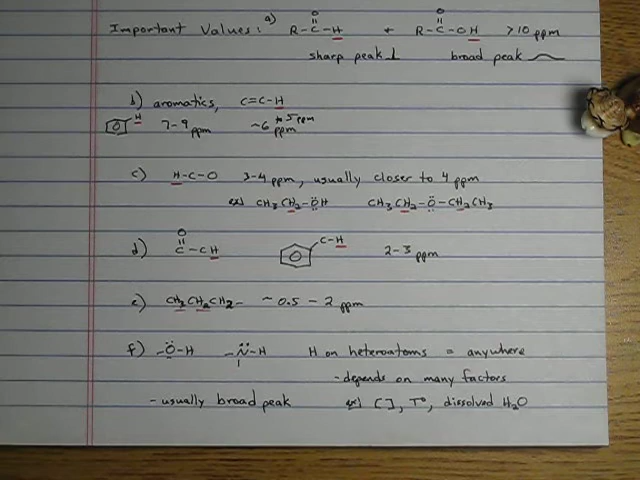 Important Values: a) R-C-H + R-C-OH >10 ppm
O O
sharp peak broad peak
b) aromatics, C=C-H
H 7-9 ppm ~6 to 5 ppm ppm
c) H-C-O 3-4 ppm, usually closer to 4 ppm
ex) CH3CH2-Ö̤H CH3CH2-Ö̤-CH2CH3
O
d) C-CH C-H 2-3 ppm
e) CH3CH2CH2- ~0.5-2 ppm
f) -Ö̤-H -N̈-H H on heteroatoms = anywhere
-depends on many factors
-usually broad peak ex) [ ], T°, dissolved H2O